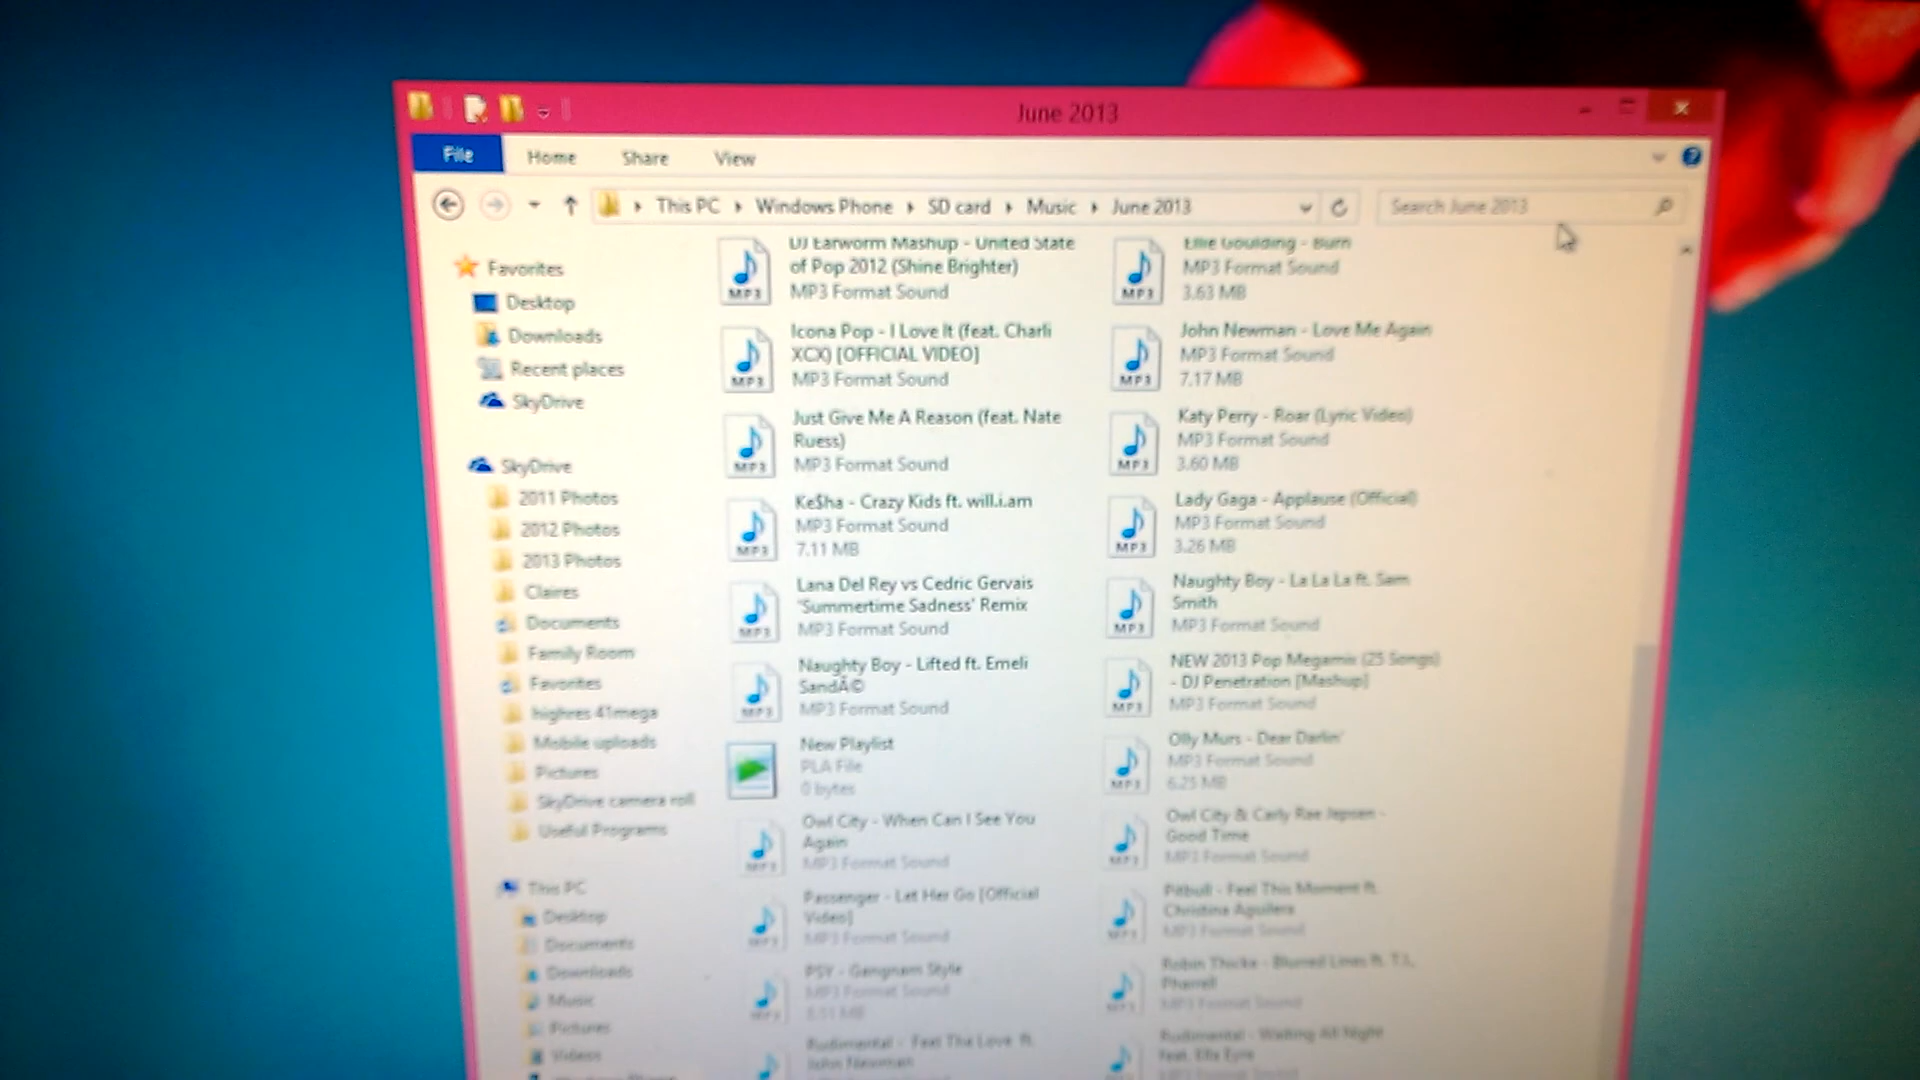 June 2013
File Home Share View
This PC Windows Phone SD card Music June 2013
Search June 2013
Favorites
Desktop
Downloads
Recent places
SkyDrive
SkyDrive
2011 Photos
2012 Photos
2013 Photos
Claires
Documents
Family Room
Favorites
highres 41mega
Mobile uploads
Pictures
SkyDrive camera roll
Useful Programs
This PC
Desktop
Documents
Downloads
Music
Pictures
Videos
DJ Earworm Mashup - United State
of Pop 2012 (Shine Brighter)
MP3 Format Sound
Icona Pop - I Love It (feat. Charli
XCX) [OFFICIAL VIDEO]
MP3 Format Sound
Just Give Me A Reason (feat. Nate
Ruess)
MP3 Format Sound
Ke$ha - Crazy Kids ft. will.i.am
MP3 Format Sound
7.11 MB
Lana Del Rey vs Cedric Gervais
'Summertime Sadness' Remix
MP3 Format Sound
Naughty Boy - Lifted ft. Emeli
SandÃ©
MP3 Format Sound
New Playlist
PLA File
0 bytes
Owl City - When Can I See You
Again
MP3 Format Sound
Passenger - Let Her Go [Official
Video]
MP3 Format Sound
PSY - Gangnam Style
MP3 Format Sound
Rudimental - Feel The Love ft.
John Newman
Ellie Goulding - Burn
MP3 Format Sound
3.63 MB
John Newman - Love Me Again
MP3 Format Sound
7.17 MB
Katy Perry - Roar (Lyric Video)
MP3 Format Sound
3.60 MB
Lady Gaga - Applause (Official)
MP3 Format Sound
3.26 MB
Naughty Boy - La La La ft. Sam
Smith
MP3 Format Sound
NEW 2013 Pop Megamix (25 Songs)
- DJ Penetration [Mashup]
MP3 Format Sound
Olly Murs - Dear Darlin'
MP3 Format Sound
6.25 MB
Owl City & Carly Rae Jepsen -
Good Time
MP3 Format Sound
Pitbull - Feel This Moment ft.
Christina Aguilera
MP3 Format Sound
Robin Thicke - Blurred Lines ft. T.I.,
Pharrell
MP3 Format Sound
Rudimental - Waiting All Night
feat. Ella Eyre